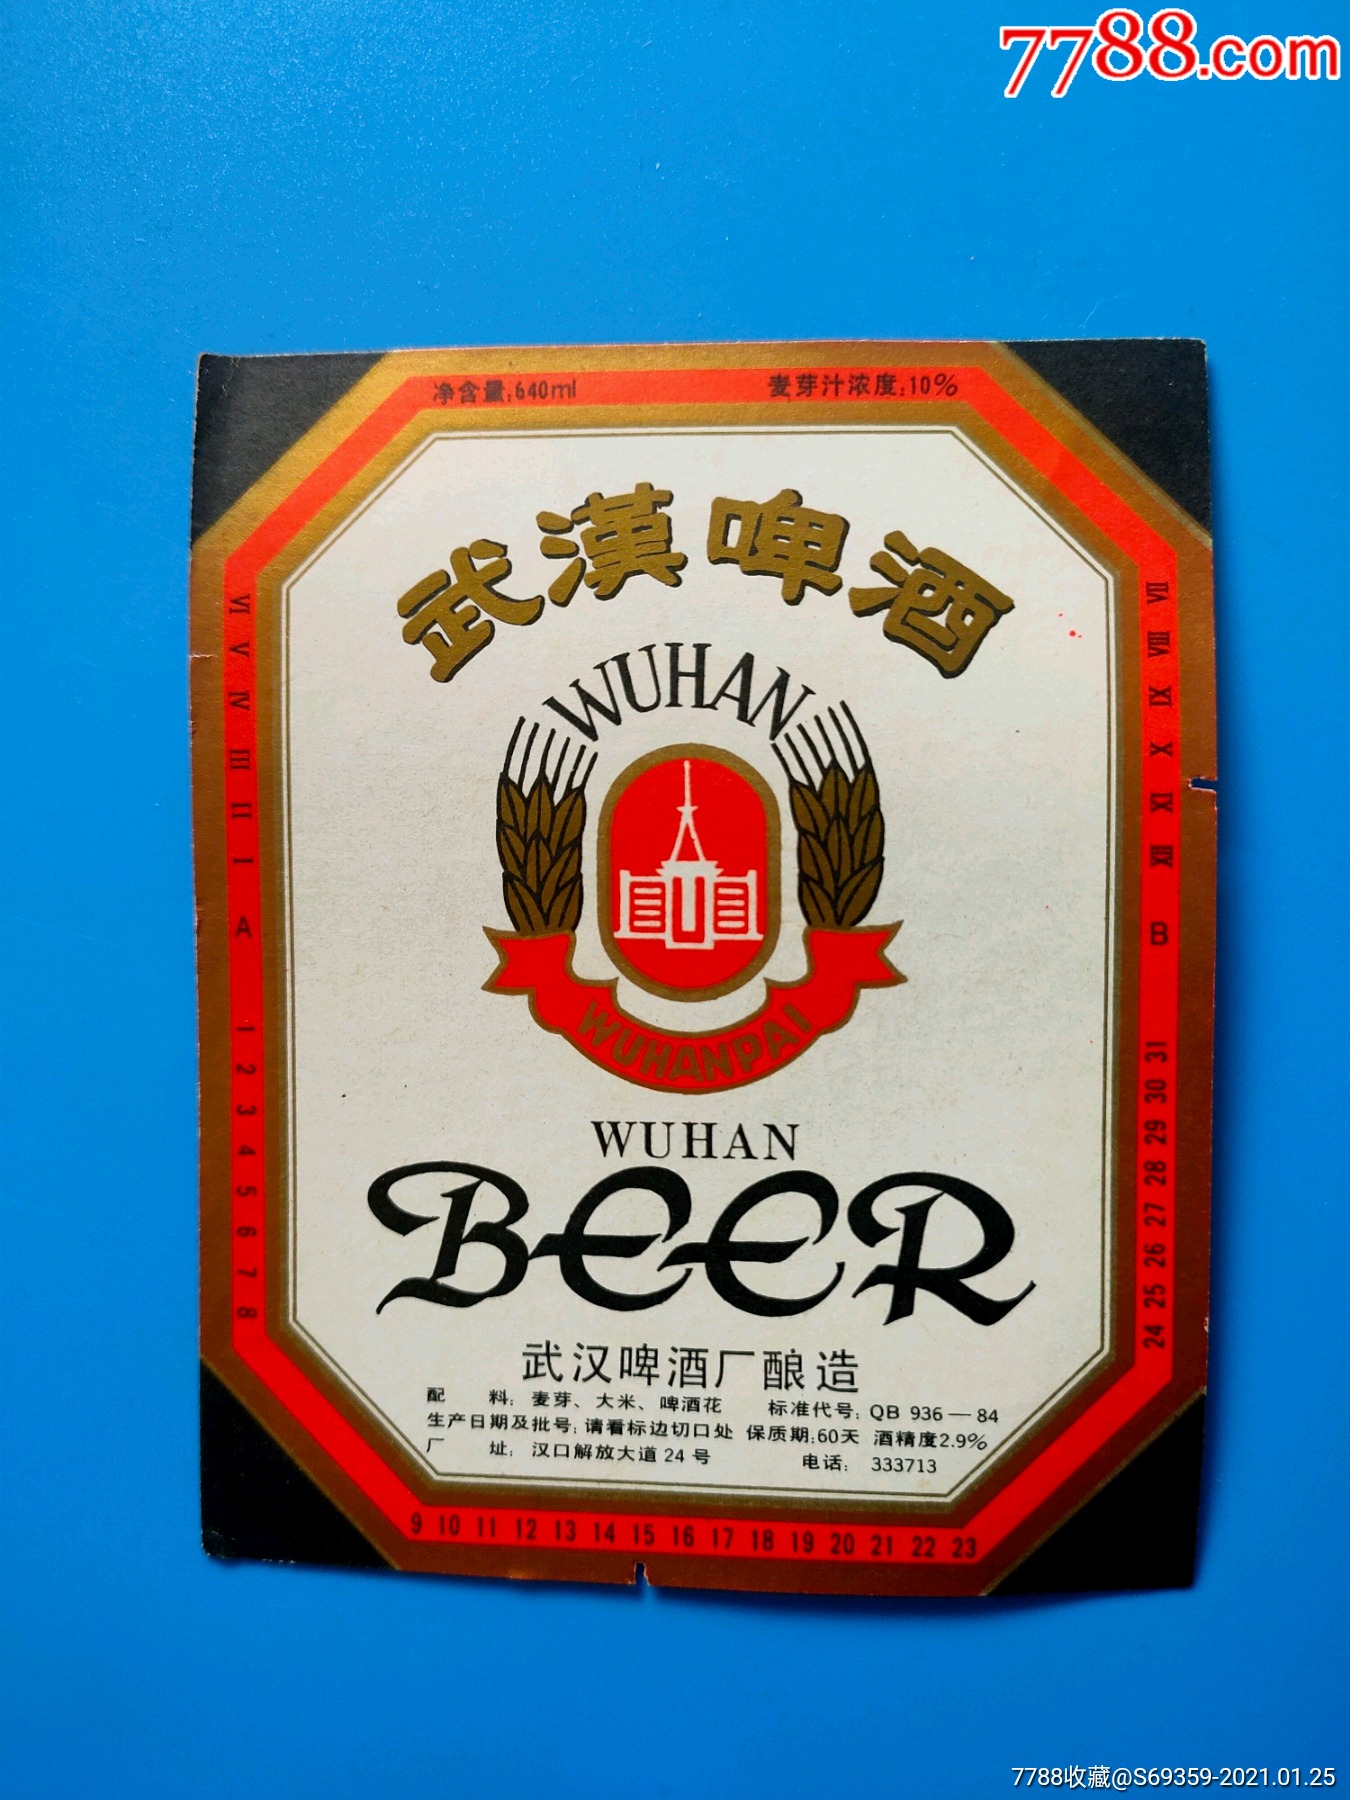 7788.com
净含量:640ml 麦芽汁浓度:10%
武漢啤酒
WUHAN
WUHANPAI
WUHAN
BEER
武汉啤酒厂酿造
配 料: 麦芽、大米、啤酒花 标准代号: QB 936—84
生产日期及批号: 请看标边切口处 保质期:60天 酒精度2.9%
厂 址: 汉口解放大道 24 号 电话: 333713
VI V IV III II I A
1 2 3 4 5 6 7 8
9 10 11 12 13 14 15 16 17 18 19 20 21 22 23
24 25 26 27 28 29 30 31
VII VIII IX X XI XII B
7788收藏@S69359-2021.01.25